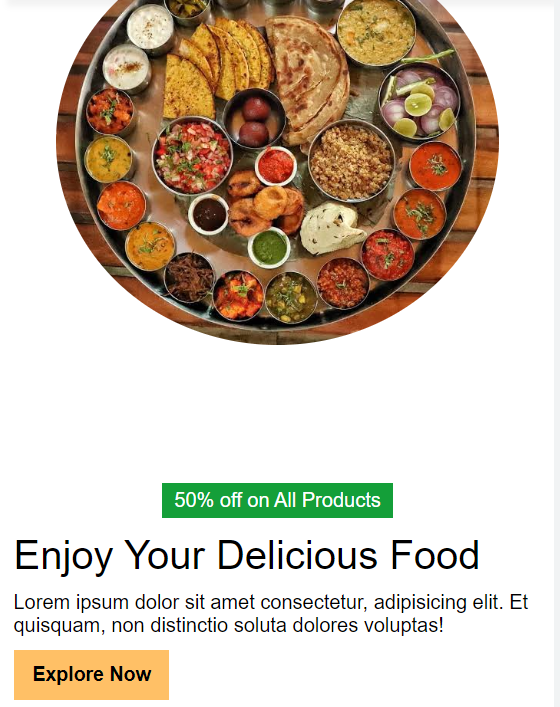 50% off on All Products
Enjoy Your Delicious Food
Lorem ipsum dolor sit amet consectetur, adipisicing elit. Et
quisquam, non distinctio soluta dolores voluptas!
Explore Now